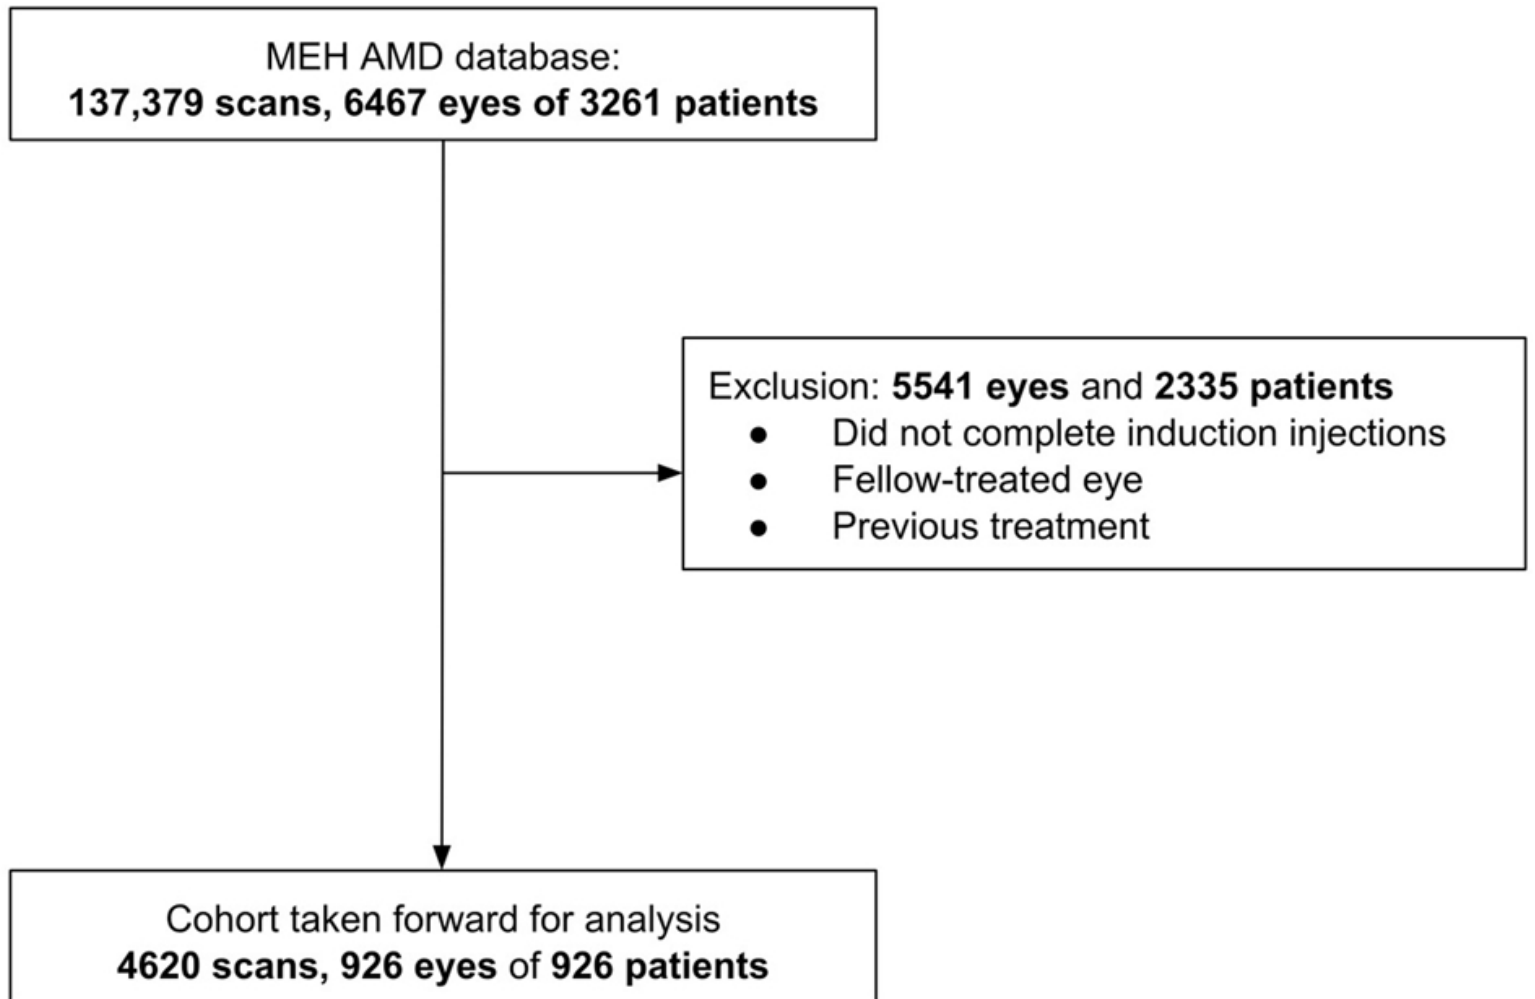 MEH AMD database:
137,379 scans, 6467 eyes of 3261 patients
Exclusion: 5541 eyes and 2335 patients
● Did not complete induction injections
● Fellow-treated eye
● Previous treatment
Cohort taken forward for analysis
4620 scans, 926 eyes of 926 patients